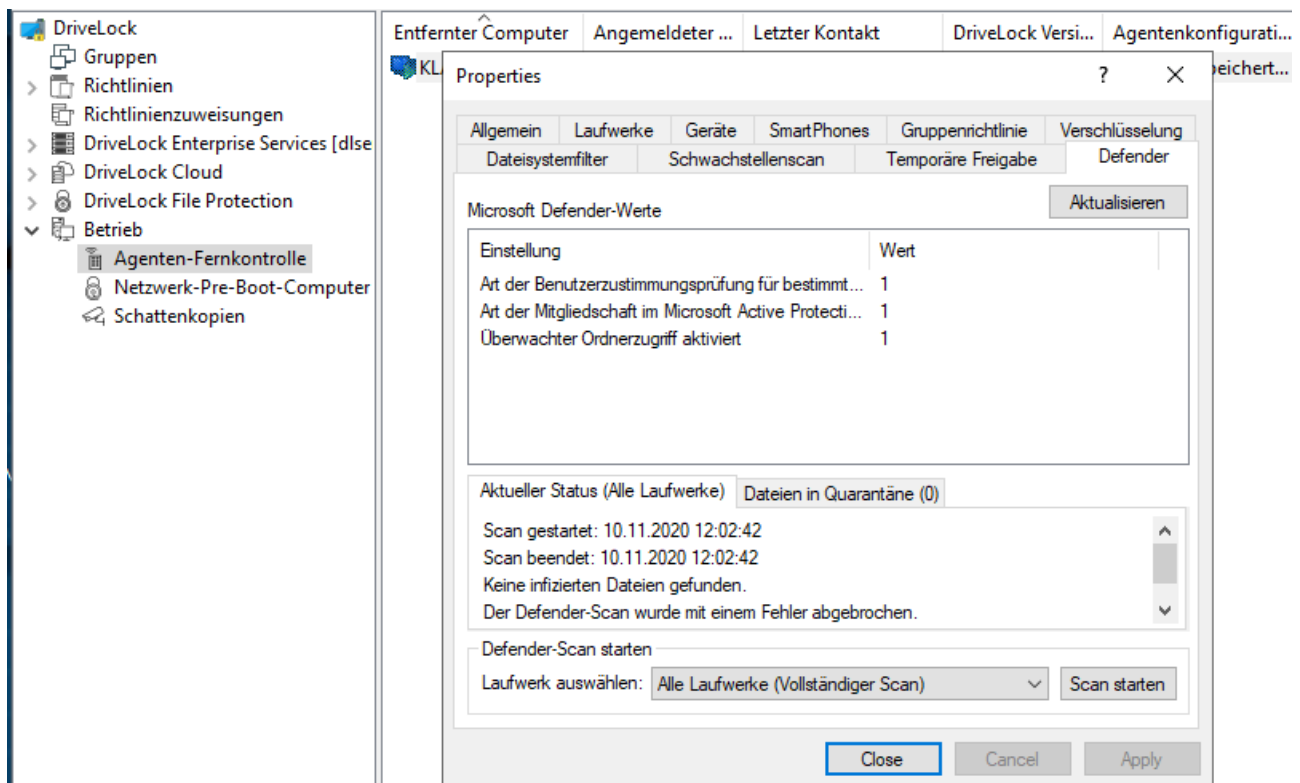 DriveLock
Gruppen
Richtlinien
Richtlinienzuweisungen
DriveLock Enterprise Services [dlse
DriveLock Cloud
DriveLock File Protection
Betrieb
Agenten-Fernkontrolle
Netzwerk-Pre-Boot-Computer
Schattenkopien
Entfernter Computer Angemeldeter ... Letzter Kontakt DriveLock Versi... Agentenkonfigurati...
KL
eichert...
Properties ?
Allgemein Laufwerke Geräte SmartPhones Gruppenrichtlinie Verschlüsselung
Dateisystemfilter Schwachstellenscan Temporäre Freigabe Defender
Microsoft Defender-Werte Aktualisieren
Einstellung Wert
Art der Benutzerzustimmungsprüfung für bestimmt... 1
Art der Mitgliedschaft im Microsoft Active Protecti... 1
Überwachter Ordnerzugriff aktiviert 1
Aktueller Status (Alle Laufwerke) Dateien in Quarantäne (0)
Scan gestartet: 10.11.2020 12:02:42
Scan beendet: 10.11.2020 12:02:42
Keine infizierten Dateien gefunden.
Der Defender-Scan wurde mit einem Fehler abgebrochen.
Defender-Scan starten
Laufwerk auswählen: Alle Laufwerke (Vollständiger Scan) Scan starten
Close Cancel Apply